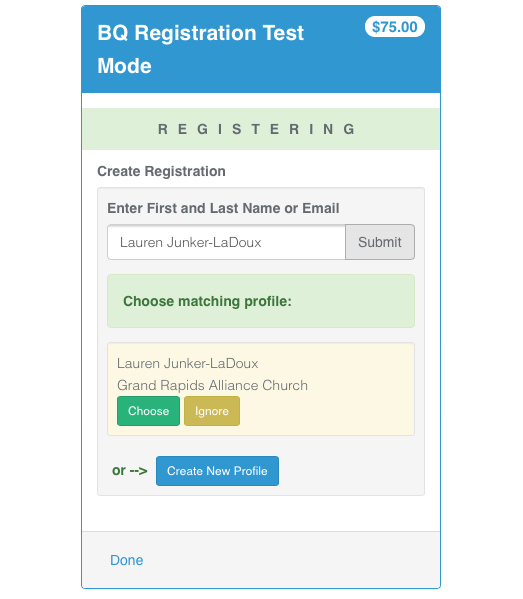 BQ Registration Test
Mode
$75.00
REGISTERING
Create Registration
Enter First and Last Name or Email
Lauren Junker-LaDoux
Submit
Choose matching profile:
Lauren Junker-LaDoux
Grand Rapids Alliance Church
Choose Ignore
or --> Create New Profile
Done